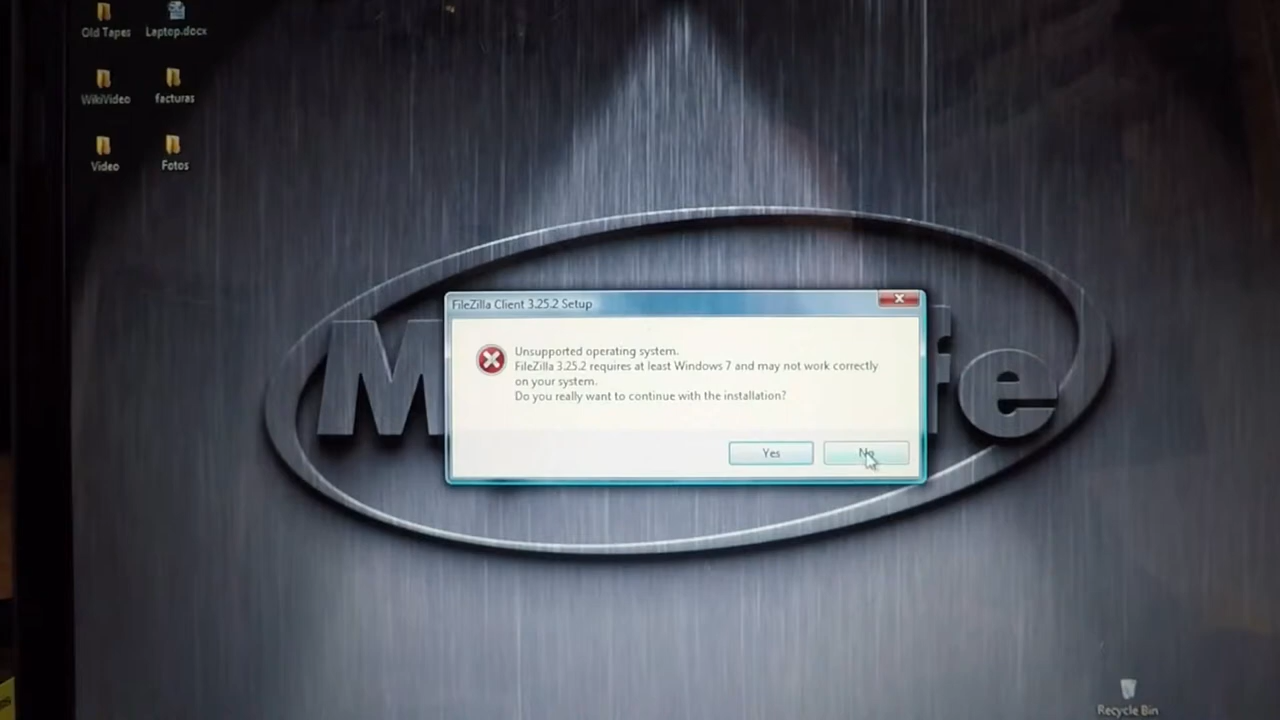 Old Tapes
Laptop.docx
WikiVideo
facturas
Video
Fotos
FileZilla Client 3.25.2 Setup
Unsupported operating system.
FileZilla 3.25.2 requires at least Windows 7 and may not work correctly
on your system.
Do you really want to continue with the installation?
Yes
No
Recycle Bin